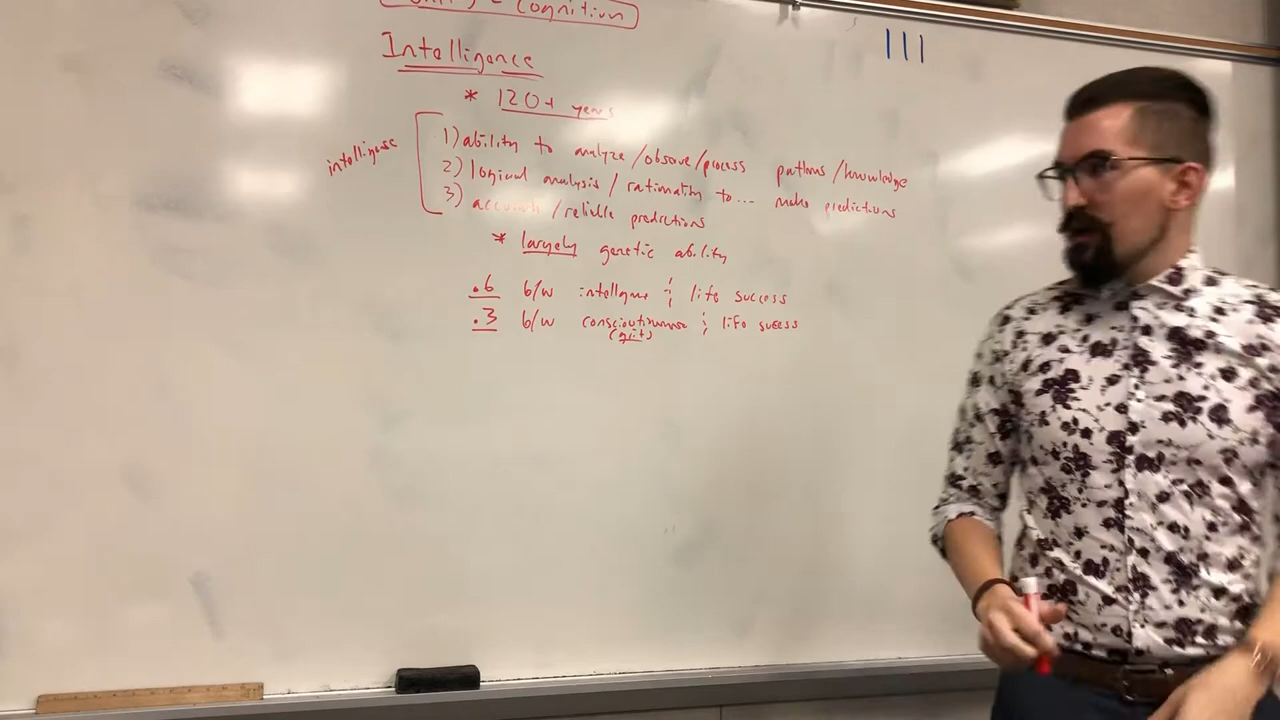 Cognition
Intelligence
* 120+ years
intelligence
1) ability to analyze/observe/process patterns/knowledge
2) logical analysis / rationality to... make predictions
3) accurate/reliable predictions
* largely genetic ability
.6 b/w intelligence & life success
.3 b/w conscientiousness & life success
(grit)
|||